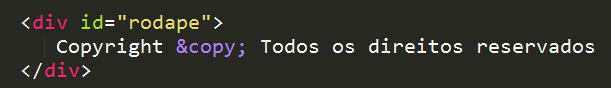 <div id="rodape">
Copyright &copy; Todos os direitos reservados
</div>